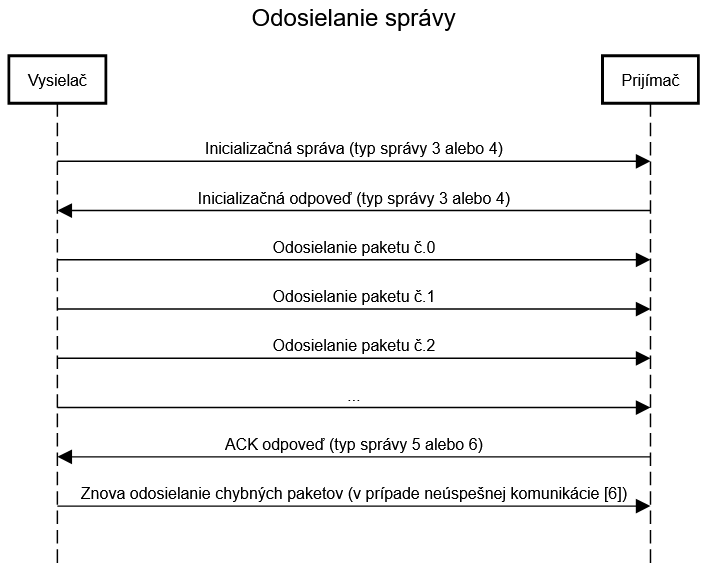 Odosielanie správy
Vysielač
Prijímač
Inicializačná správa (typ správy 3 alebo 4)
Inicializačná odpoveď (typ správy 3 alebo 4)
Odosielanie paketu č.0
Odosielanie paketu č.1
Odosielanie paketu č.2
...
ACK odpoveď (typ správy 5 alebo 6)
Znova odosielanie chybných paketov (v prípade neúspešnej komunikácie [6])